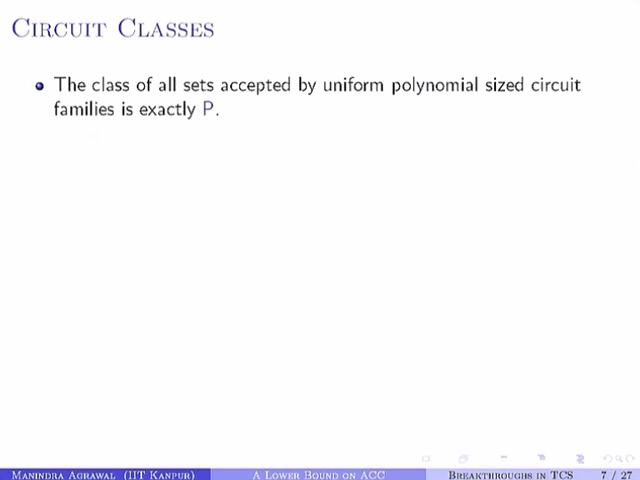 Circuit Classes
The class of all sets accepted by uniform polynomial sized circuit
families is exactly P.
Manindra Agrawal (IIT Kanpur)
A Lower Bound on ACC
Breakthroughs in TCS
7 / 27